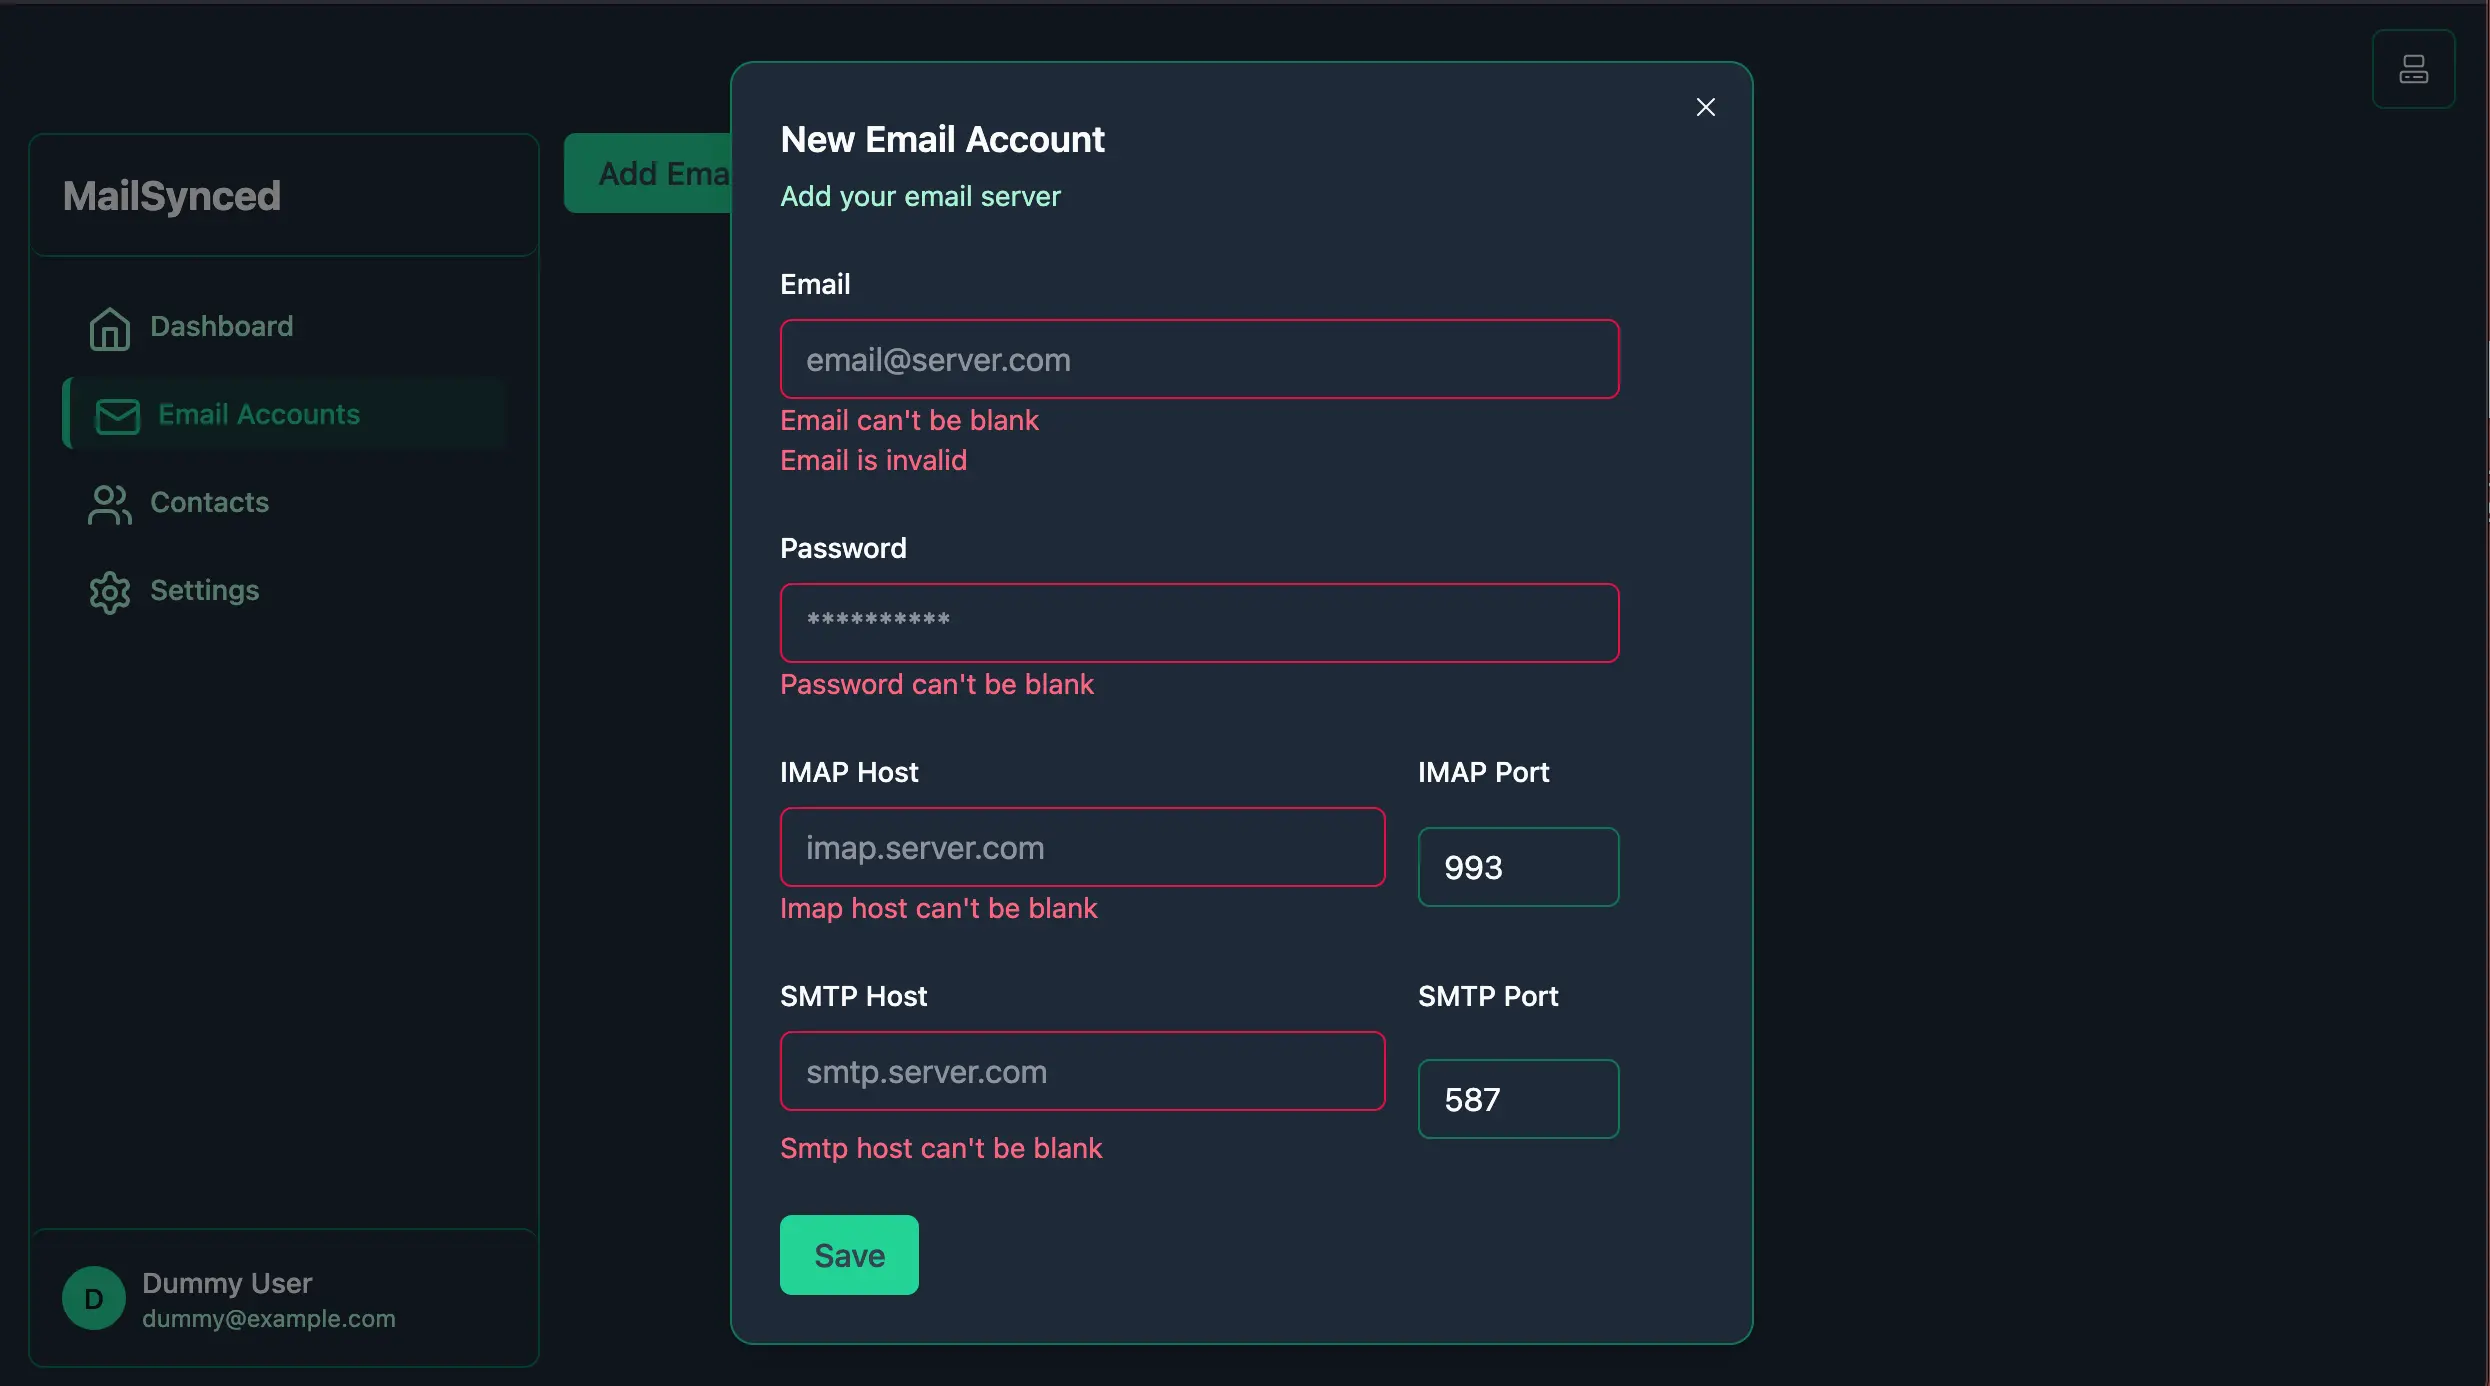 MailSynced
Dashboard
Email Accounts
Contacts
Settings
D
Dummy User
dummy@example.com
Add Ema
New Email Account
Add your email server
Email
email@server.com
Email can't be blank
Email is invalid
Password
**********
Password can't be blank
IMAP Host
IMAP Port
imap.server.com
993
Imap host can't be blank
SMTP Host
SMTP Port
smtp.server.com
587
Smtp host can't be blank
Save